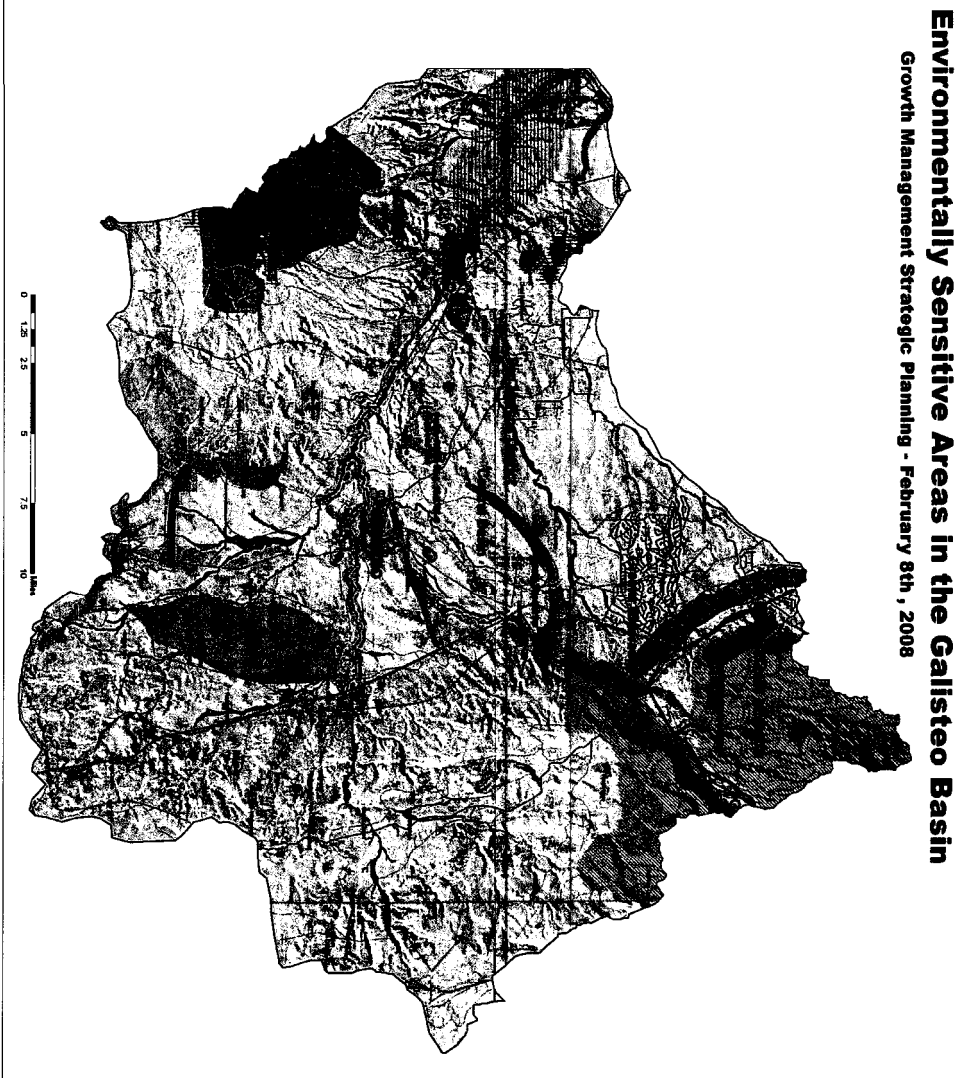 Environmentally Sensitive Areas in the Galisteo Basin
Growth Management Strategic Planning - February 8th , 2008
0 1.25 2.5 5 7.5 10
Miles